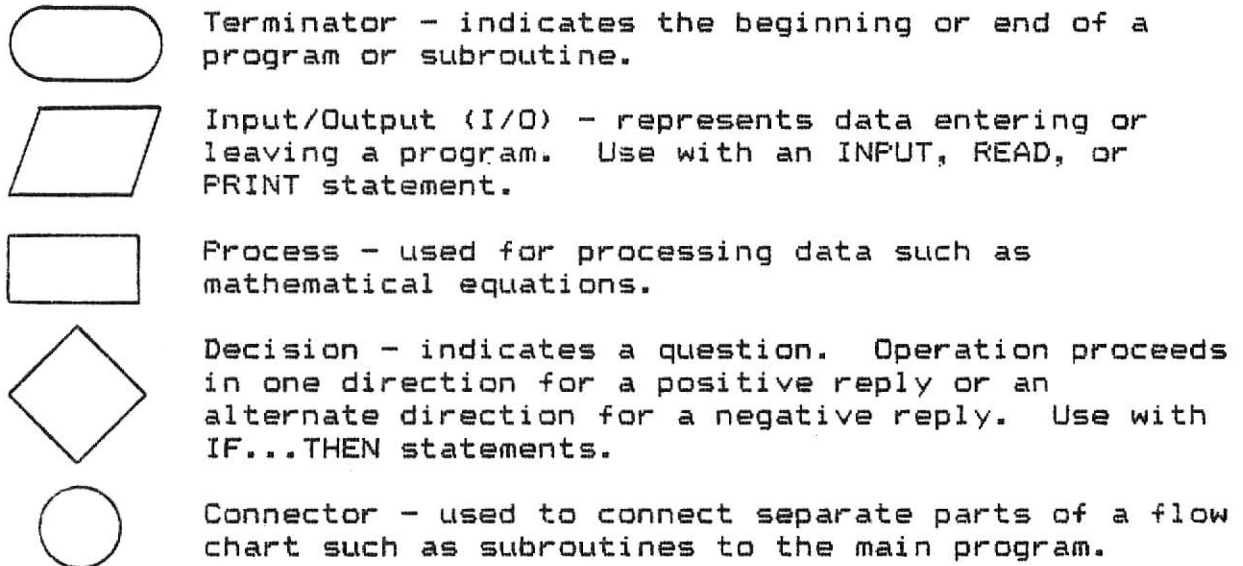 Terminator - indicates the beginning or end of a
program or subroutine.
Input/Output (I/O) - represents data entering or
leaving a program.  Use with an INPUT, READ, or
PRINT statement.
Process - used for processing data such as
mathematical equations.
Decision - indicates a question.  Operation proceeds
in one direction for a positive reply or an
alternate direction for a negative reply.  Use with
IF...THEN statements.
Connector - used to connect separate parts of a flow
chart such as subroutines to the main program.